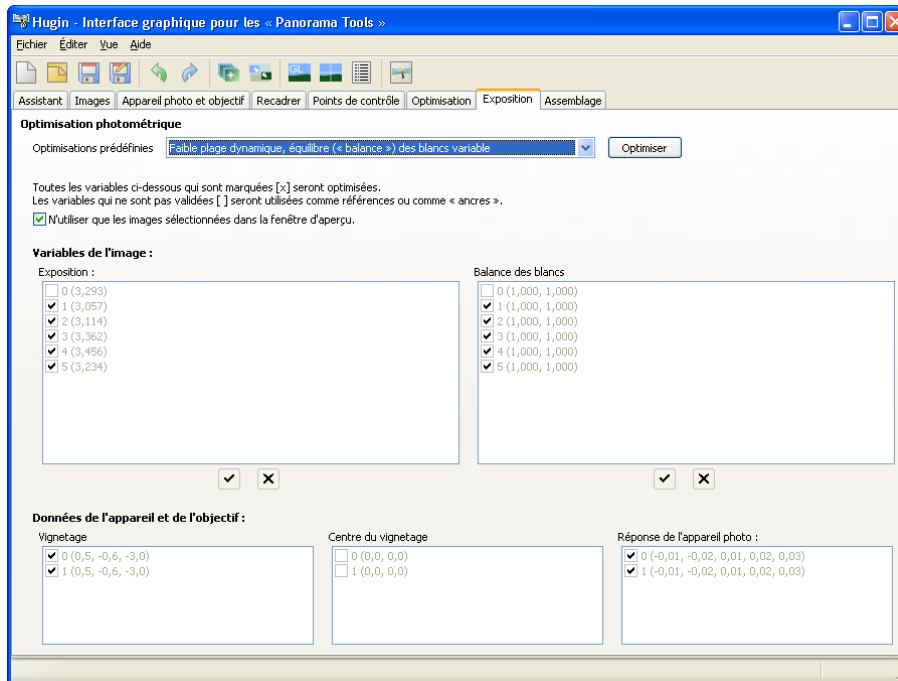 Hugin - Interface graphique pour les « Panorama Tools »
Fichier Éditer Vue Aide
GL
Assistant Images Appareil photo et objectif Recadrer Points de contrôle Optimisation Exposition Assemblage
Optimisation photométrique
Optimisations prédéfinies Faible plage dynamique, équilibre (« balance ») des blancs variable Optimiser
Toutes les variables ci-dessous qui sont marquées [x] seront optimisées.
Les variables qui ne sont pas validées [ ] seront utilisées comme références ou comme « ancres ».
N'utiliser que les images sélectionnées dans la fenêtre d'aperçu.
Variables de l'image :
Exposition :
0 (3,293)
1 (3,057)
2 (3,114)
3 (3,362)
4 (3,456)
5 (3,234)
Balance des blancs
0 (1,000, 1,000)
1 (1,000, 1,000)
2 (1,000, 1,000)
3 (1,000, 1,000)
4 (1,000, 1,000)
5 (1,000, 1,000)
Données de l'appareil et de l'objectif :
Vignetage
0 (0,5, -0,6, -3,0)
1 (0,5, -0,6, -3,0)
Centre du vignetage
0 (0,0, 0,0)
1 (0,0, 0,0)
Réponse de l'appareil photo :
0 (-0,01, -0,02, 0,01, 0,02, 0,03)
1 (-0,01, -0,02, 0,01, 0,02, 0,03)